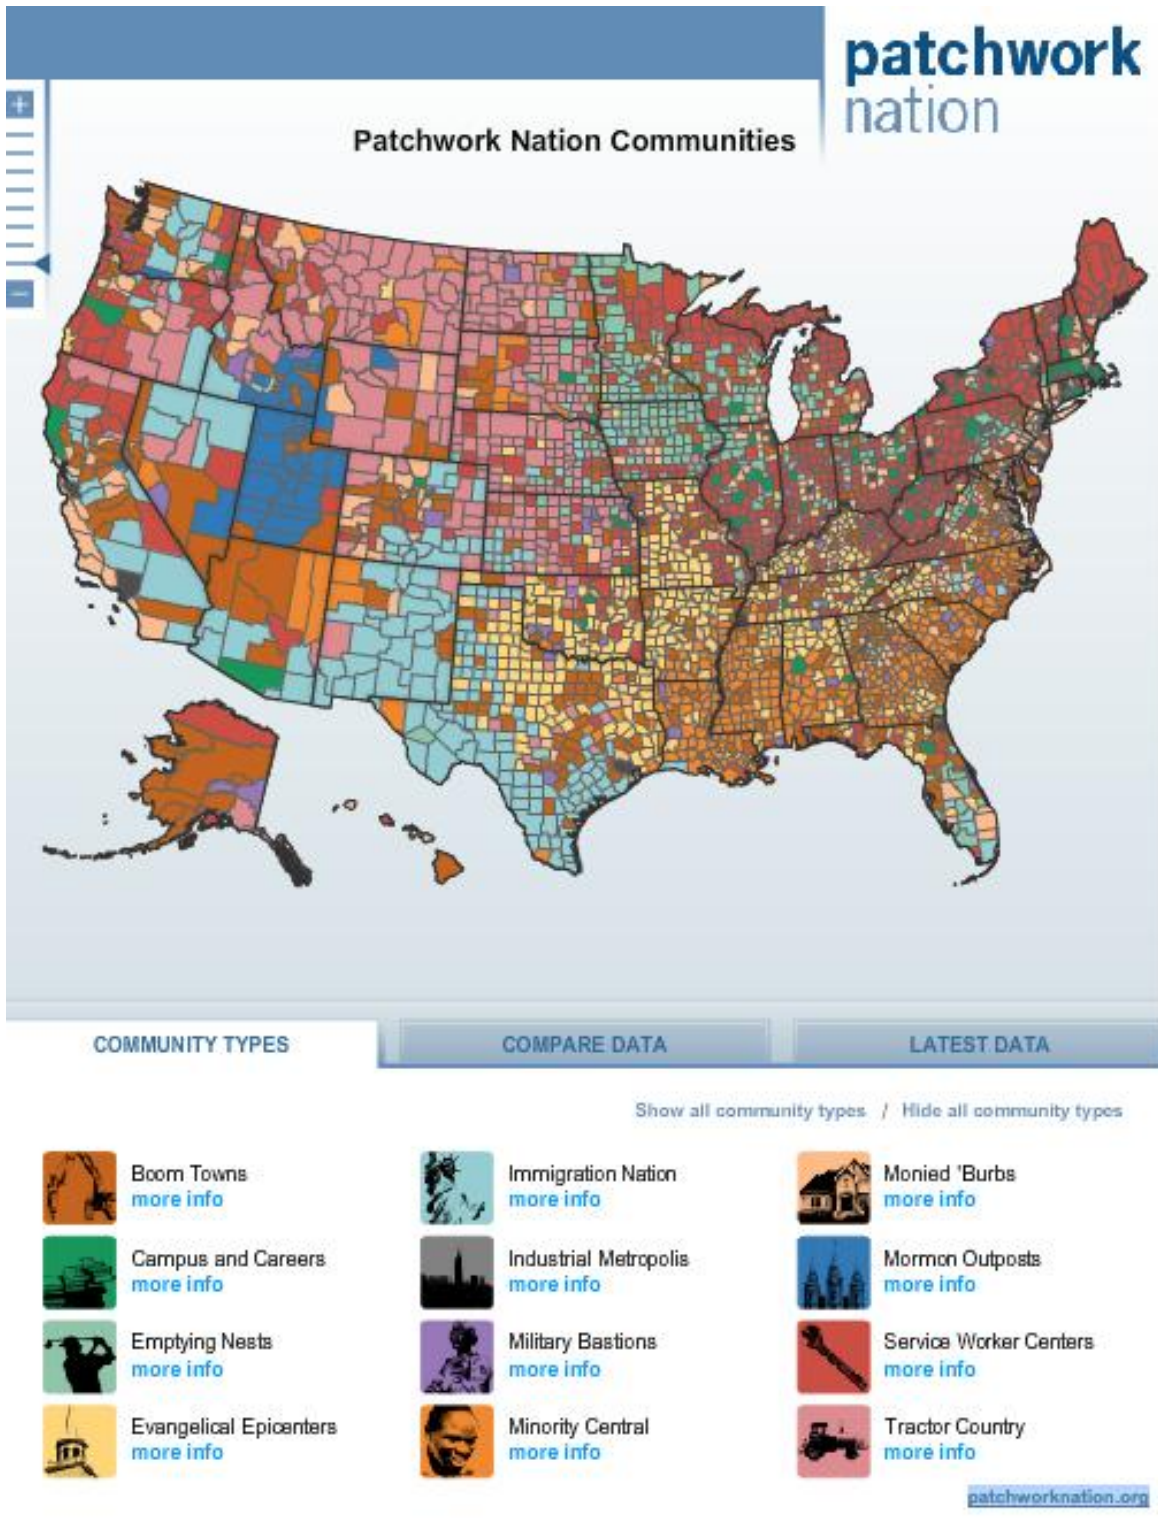 patchwork
nation
Patchwork Nation Communities
COMMUNITY TYPES
COMPARE DATA
LATEST DATA
Show all community types / Hide all community types
Boom Towns
more info
Immigration Nation
more info
Monied 'Burbs
more info
Campus and Careers
more info
Industrial Metropolis
more info
Mormon Outposts
more info
Emptying Nests
more info
Military Bastions
more info
Service Worker Centers
more info
Evangelical Epicenters
more info
Minority Central
more info
Tractor Country
more info
patchworknation.org